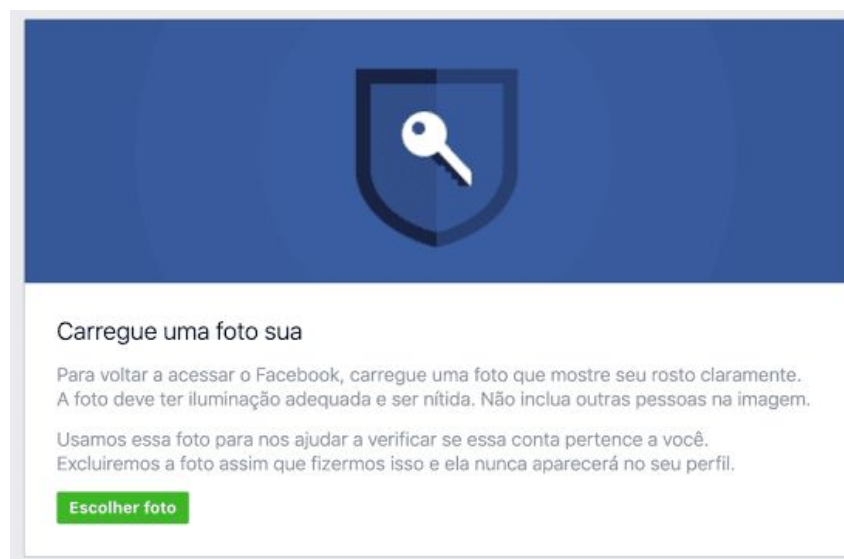 Carregue uma foto sua
Para voltar a acessar o Facebook, carregue uma foto que mostre seu rosto claramente.
A foto deve ter iluminação adequada e ser nítida. Não inclua outras pessoas na imagem.
Usamos essa foto para nos ajudar a verificar se essa conta pertence a você.
Excluiremos a foto assim que fizermos isso e ela nunca aparecerá no seu perfil.
Escolher foto